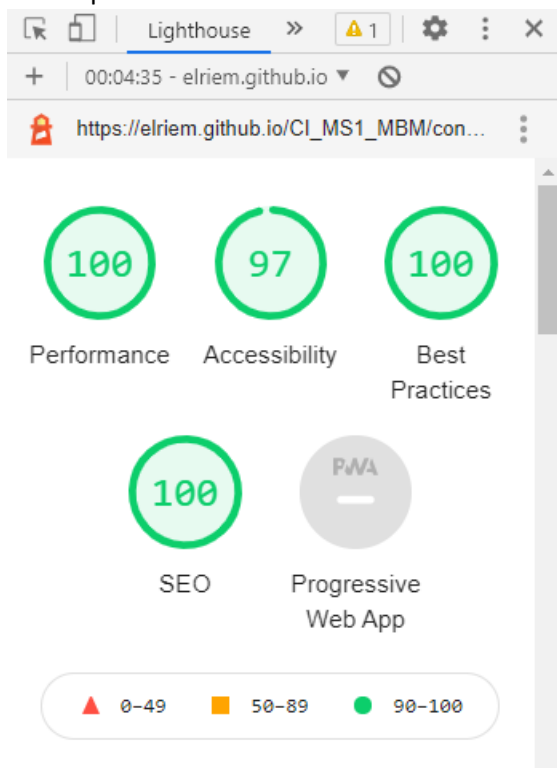 Lighthouse » 1
00:04:35 - elriem.github.io
https://elriem.github.io/CI_MS1_MBM/con...
100 97 100
Performance Accessibility Best
Practices
100 PWA
SEO Progressive
Web App
0–49 50–89 90–100